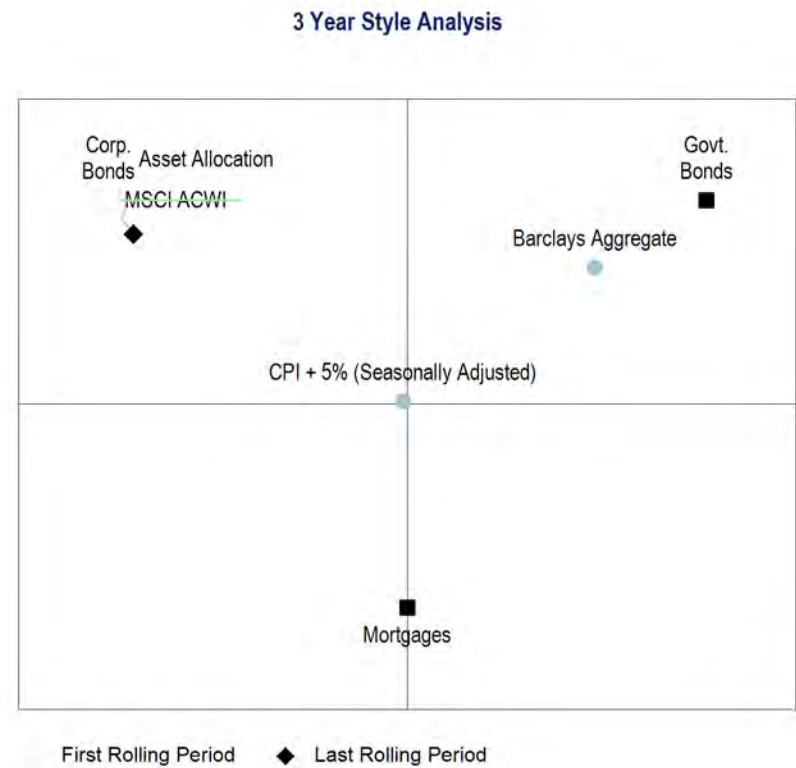 3 Year Style Analysis
Corp.
Bonds
Asset Allocation
MSCI ACWI
Govt.
Bonds
Barclays Aggregate
CPI + 5% (Seasonally Adjusted)
Mortgages
First Rolling Period
Last Rolling Period